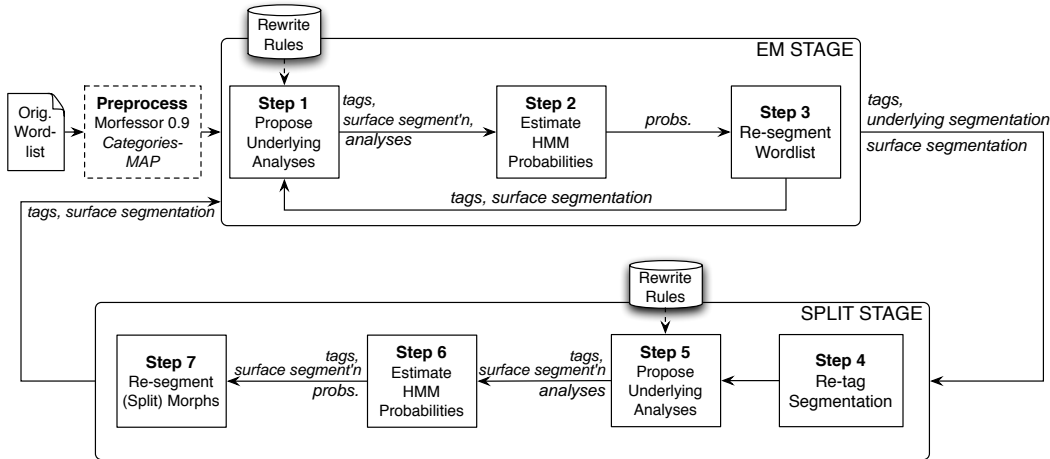 Rewrite
Rules
EM STAGE
Orig.
Word-
list
Preprocess
Morfessor 0.9
Categories-
MAP
Step 1
Propose
Underlying
Analyses
tags,
surface segment'n,
analyses
Step 2
Estimate
HMM
Probabilities
probs.
Step 3
Re-segment
Wordlist
tags,
underlying segmentation
surface segmentation
tags, surface segmentation
tags, surface segmentation
Rewrite
Rules
SPLIT STAGE
Step 7
Re-segment
(Split) Morphs
tags,
surface segment'n
probs.
Step 6
Estimate
HMM
Probabilities
tags,
surface segment'n
analyses
Step 5
Propose
Underlying
Analyses
Step 4
Re-tag
Segmentation